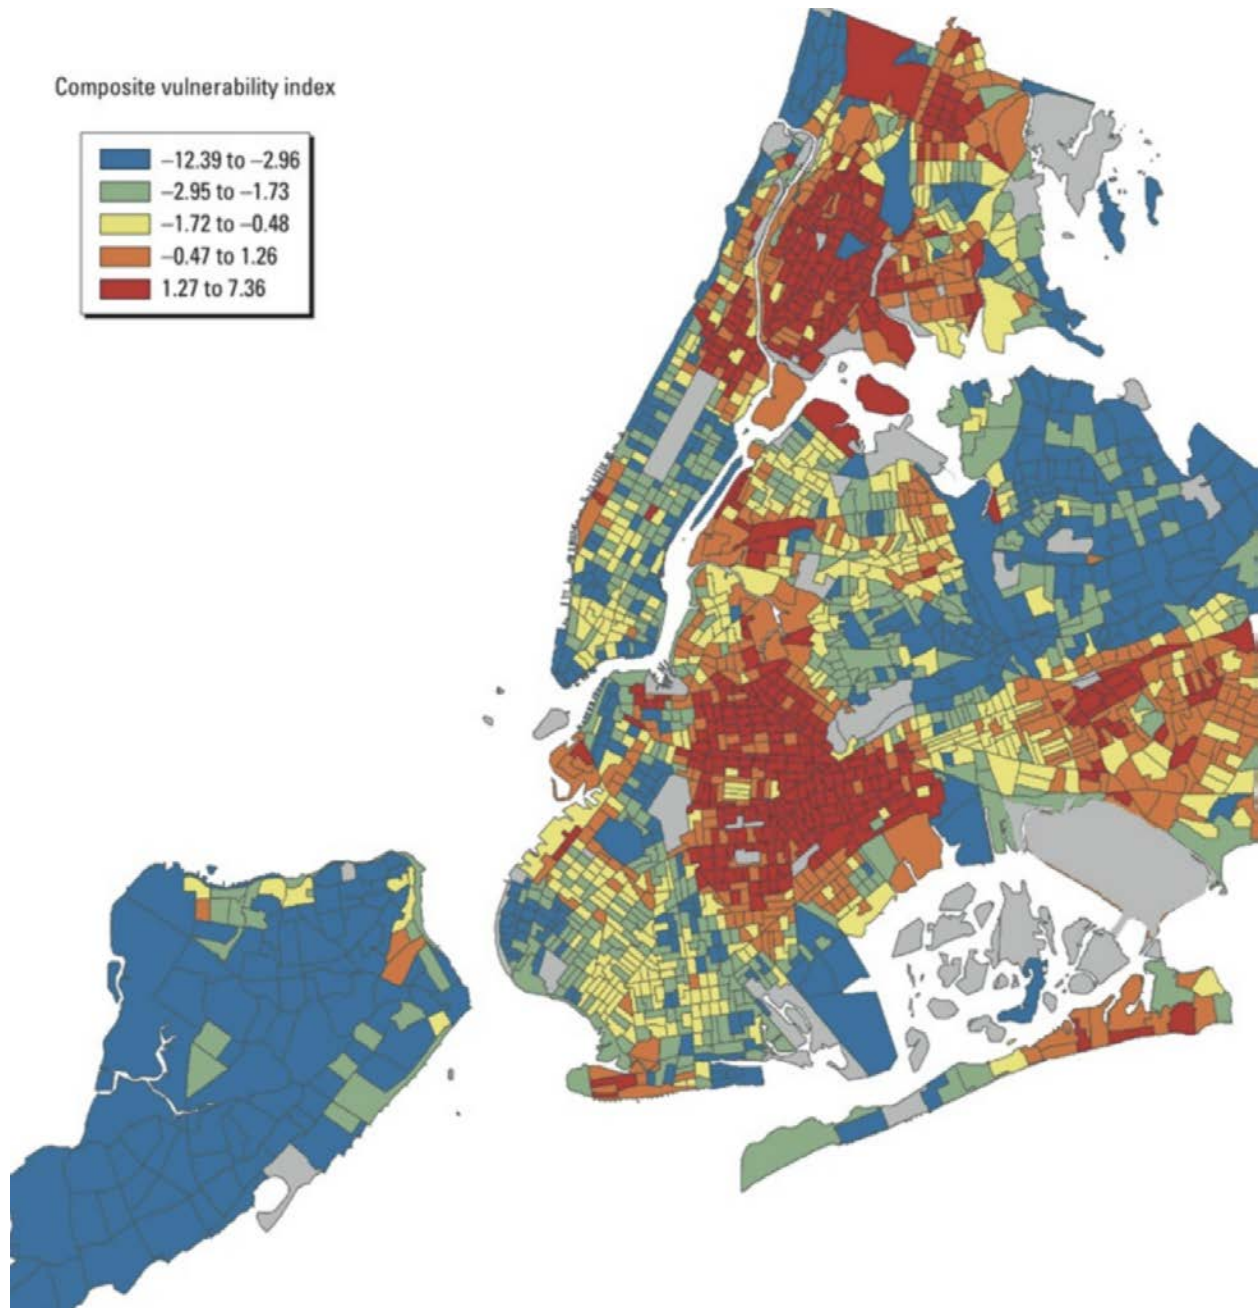 Composite vulnerability index
–12.39 to –2.96
–2.95 to –1.73
–1.72 to –0.48
–0.47 to 1.26
1.27 to 7.36